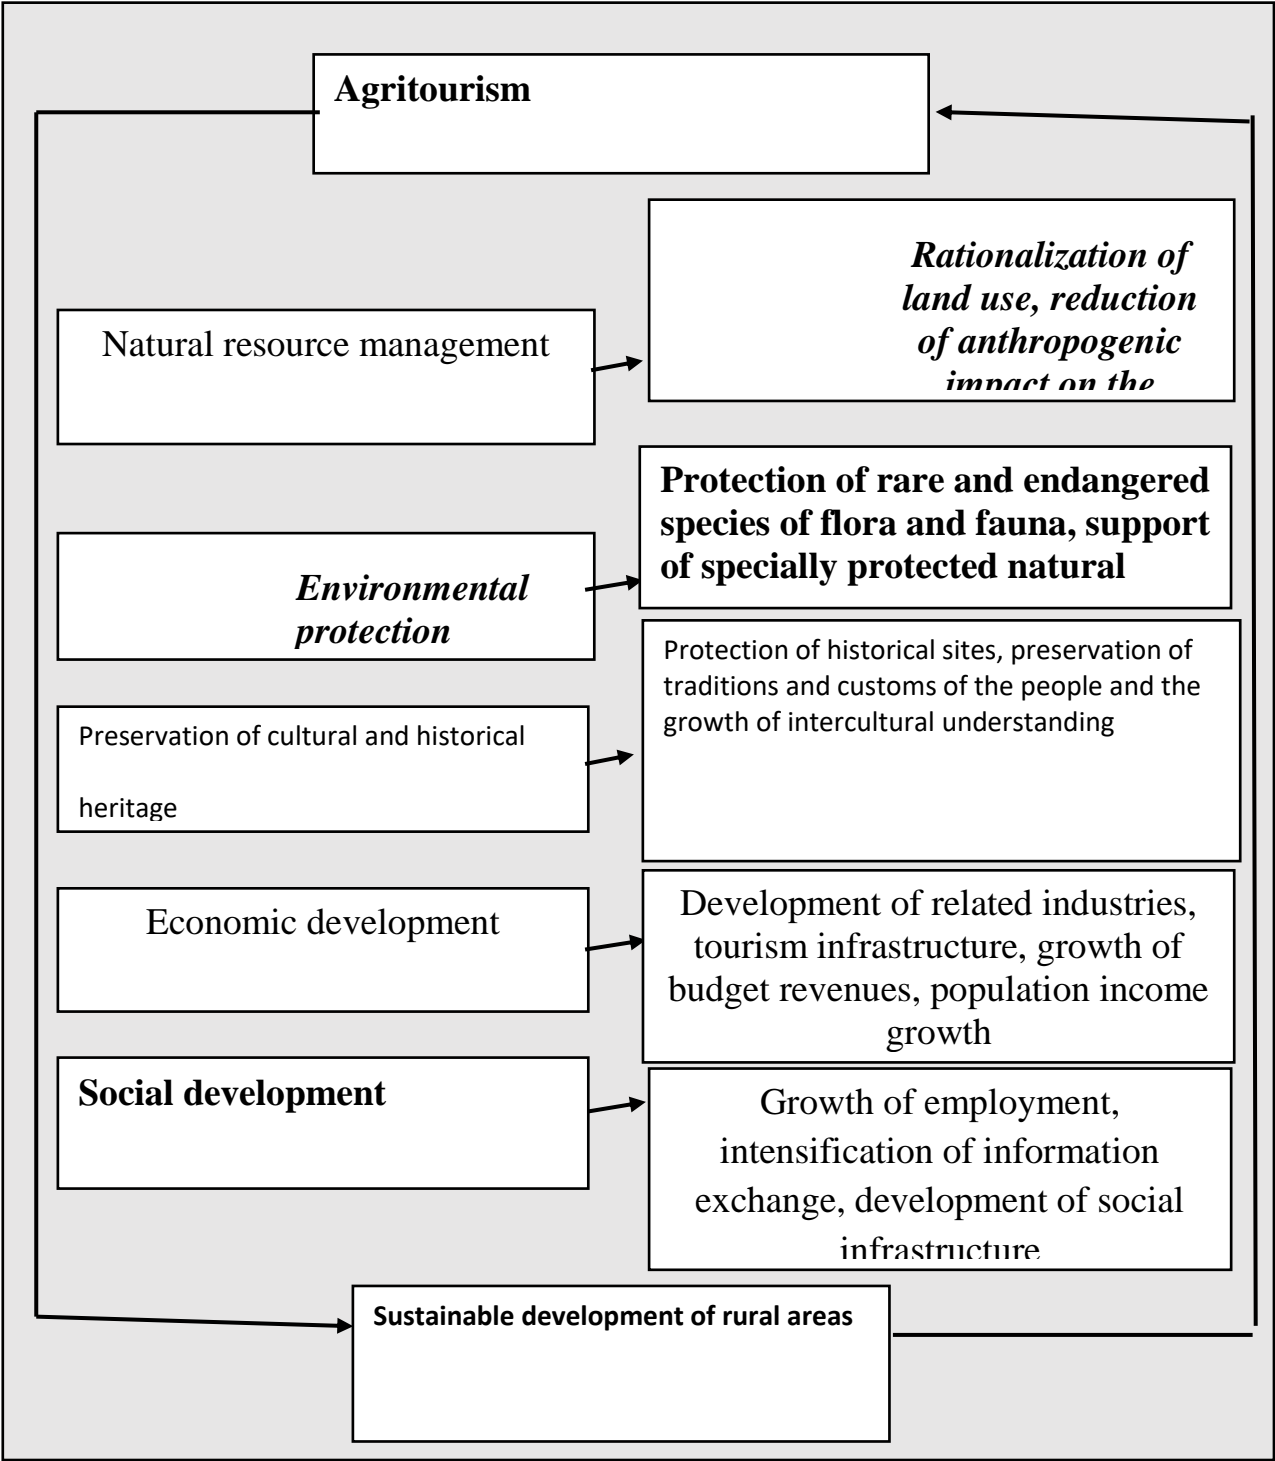 Agritourism
Rationalization of
land use, reduction
of anthropogenic
impact on the
Natural resource management
Protection of rare and endangered
species of flora and fauna, support
of specially protected natural
Environmental
protection
Protection of historical sites, preservation of
traditions and customs of the people and the
growth of intercultural understanding
Preservation of cultural and historical
heritage
Economic development
Development of related industries,
tourism infrastructure, growth of
budget revenues, population income
growth
Social development
Growth of employment,
intensification of information
exchange, development of social
infrastructure
Sustainable development of rural areas